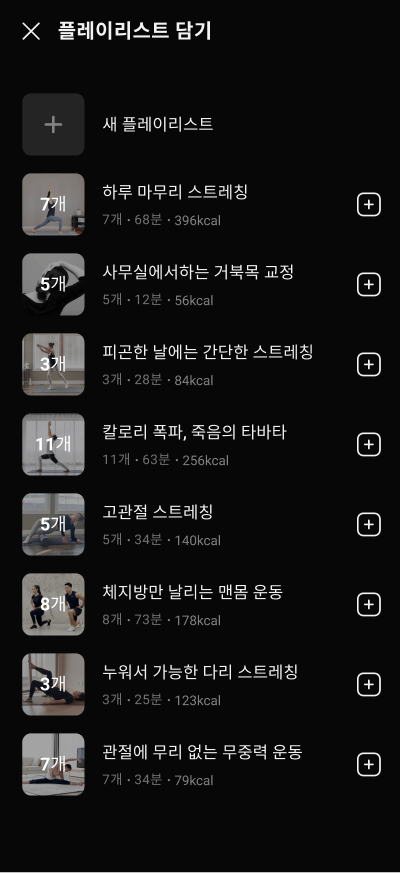 플레이리스트 담기
새 플레이리스트
7개
하루 마무리 스트레칭
7개 · 68분 · 396kcal
5개
사무실에서하는 거북목 교정
5개 · 12분 · 56kcal
3개
피곤한 날에는 간단한 스트레칭
3개 · 28분 · 84kcal
11개
칼로리 폭파, 죽음의 타바타
11개 · 63분 · 256kcal
5개
고관절 스트레칭
5개 · 34분 · 140kcal
8개
체지방만 날리는 맨몸 운동
8개 · 73분 · 178kcal
3개
누워서 가능한 다리 스트레칭
3개 · 25분 · 123kcal
7개
관절에 무리 없는 무중력 운동
7개 · 34분 · 79kcal